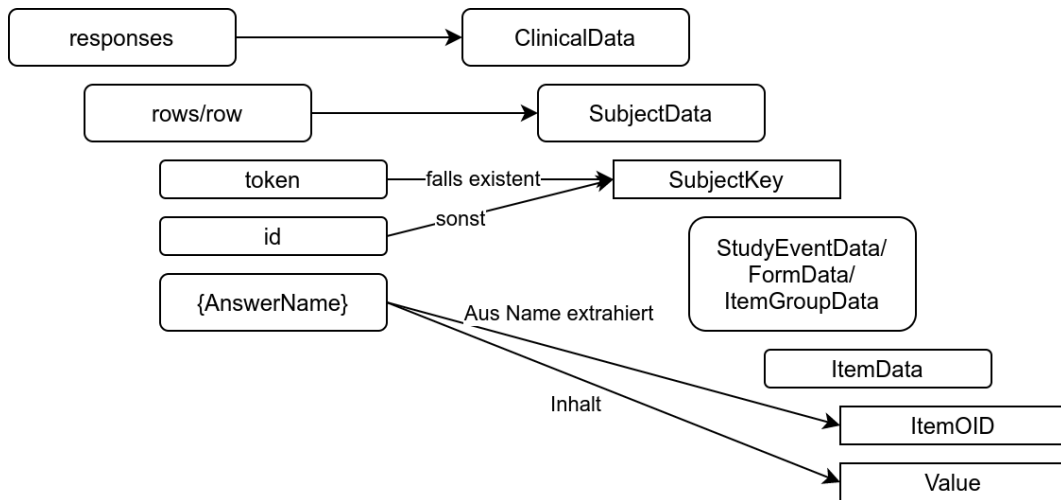 responses
ClinicalData
rows/row
SubjectData
token
falls existent
SubjectKey
id
sonst
StudyEventData/
FormData/
ItemGroupData
{AnswerName}
Aus Name extrahiert
ItemData
Inhalt
ItemOID
Value